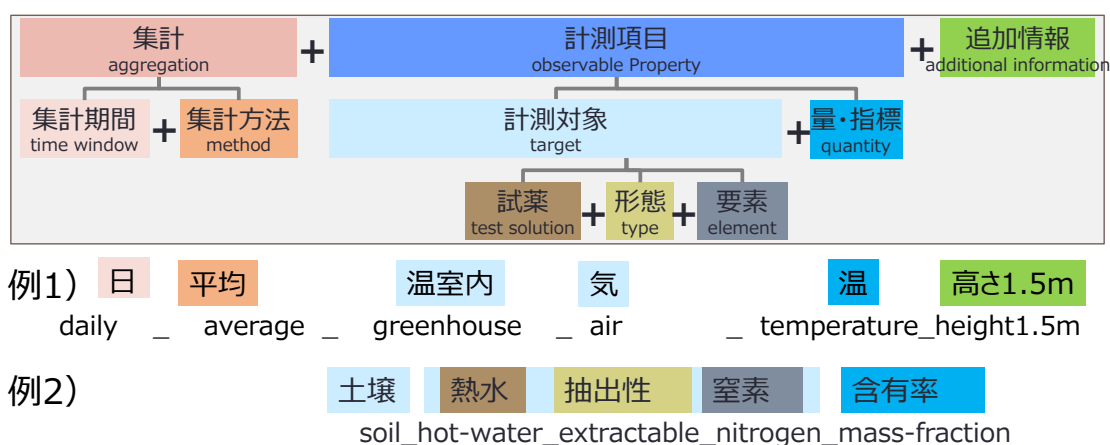 集計 + 計測項目 + 追加情報
aggregation observable Property additional information
集計期間 + 集計方法 計測対象 + 量・指標
time window method target quantity
試薬 + 形態 + 要素
test solution type element
例1) 日 平均 温室内 気 温 高さ1.5m
daily _ average _ greenhouse _ air _ temperature_height1.5m
例2) 土壌 熱水 抽出性 窒素 含有率
soil_hot-water_extractable_nitrogen_mass-fraction